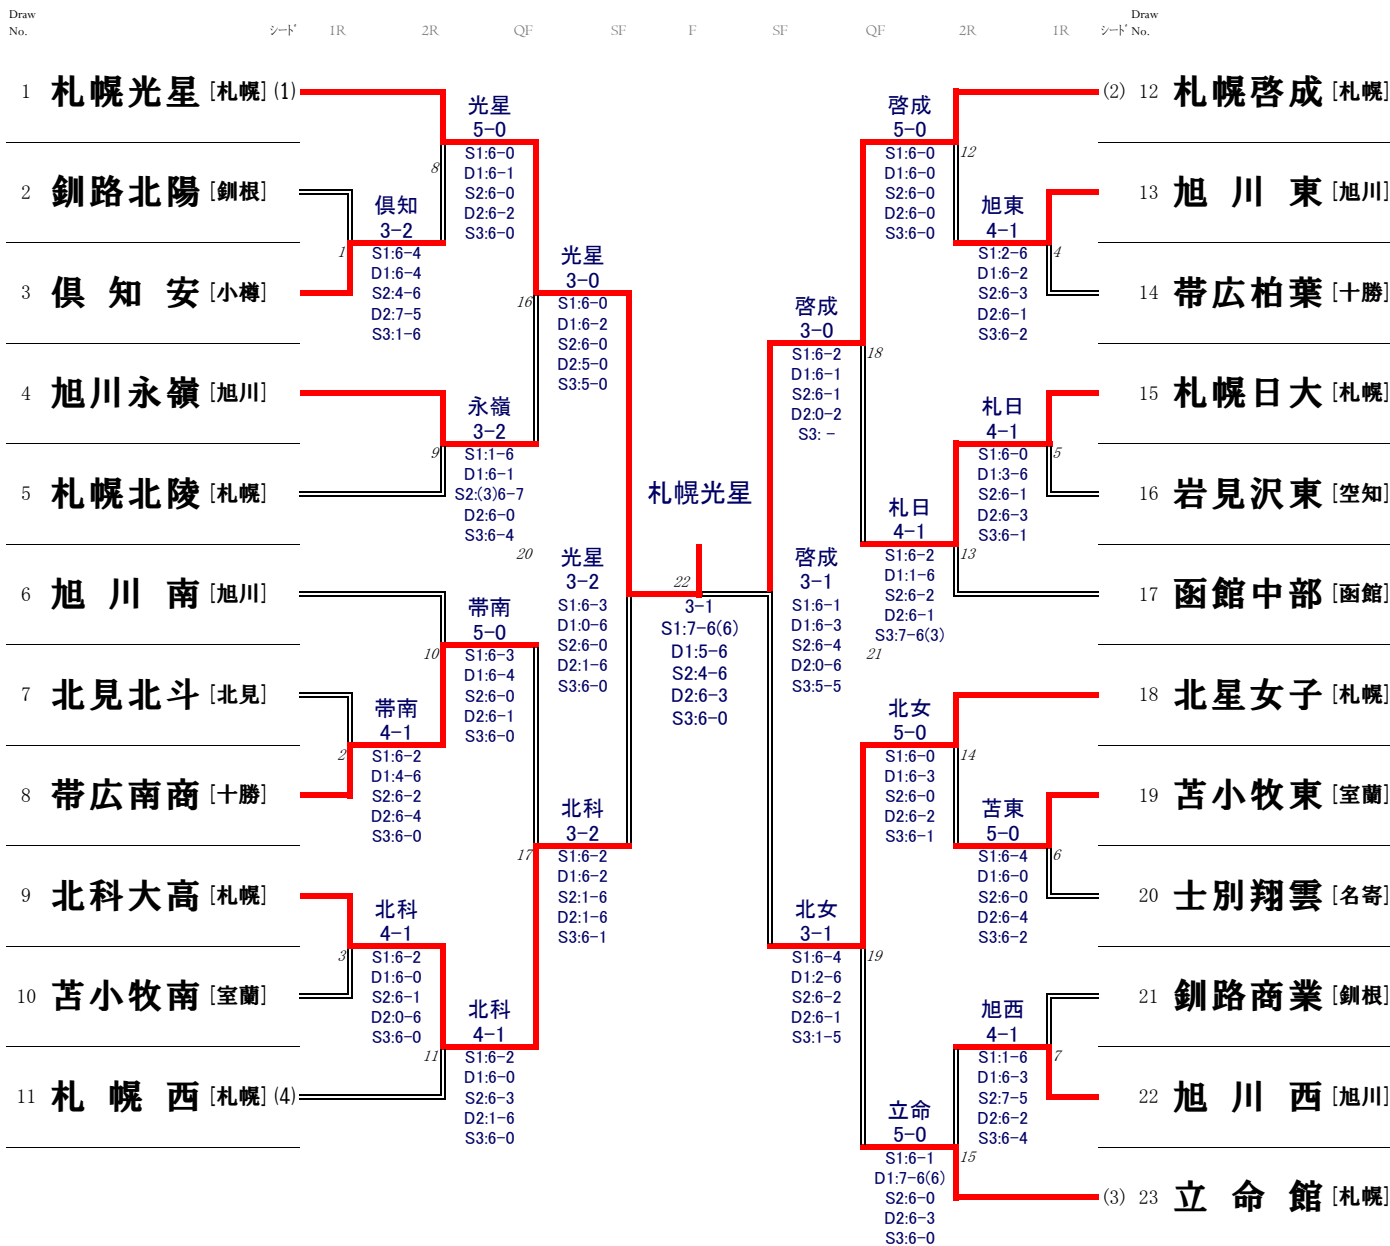 Draw
No.
シード 1R 2R QF SF F SF QF 2R 1R シード
Draw
No.
1 札幌光星 [札幌] (1)
2 釧路北陽 [釧根]
3 倶知安 [小樽]
4 旭川永嶺 [旭川]
5 札幌北陵 [札幌]
6 旭川南 [旭川]
7 北見北斗 [北見]
8 帯広南商 [十勝]
9 北科大高 [札幌]
10 苫小牧南 [室蘭]
11 札幌西 [札幌] (4)
倶知
3-2
1
S1:6-4
D1:6-4
S2:4-6
D2:7-5
S3:1-6
帯南
4-1
2
S1:6-2
D1:4-6
S2:6-2
D2:6-4
S3:6-0
北科
4-1
3
S1:6-2
D1:6-0
S2:6-1
D2:0-6
S3:6-0
光星
5-0
8
S1:6-0
D1:6-1
S2:6-0
D2:6-2
S3:6-0
永嶺
3-2
9
S1:1-6
D1:6-1
S2:(3)6-7
D2:6-0
S3:6-4
帯南
5-0
10
S1:6-3
D1:6-4
S2:6-0
D2:6-1
S3:6-0
北科
4-1
11
S1:6-2
D1:6-0
S2:6-3
D2:1-6
S3:6-0
光星
3-0
16
S1:6-0
D1:6-2
S2:6-0
D2:5-0
S3:5-0
北科
3-2
17
S1:6-2
D1:6-2
S2:1-6
D2:1-6
S3:6-1
20
光星
3-2
S1:6-3
D1:0-6
S2:6-0
D2:1-6
S3:6-0
札幌光星
22
3-1
S1:7-6(6)
D1:5-6
S2:4-6
D2:6-3
S3:6-0
啓成
3-1
21
S1:6-1
D1:6-3
S2:6-4
D2:0-6
S3:5-5
啓成
3-0
18
S1:6-2
D1:6-1
S2:6-1
D2:0-2
S3: -
北女
3-1
19
S1:6-4
D1:2-6
S2:6-2
D2:6-1
S3:1-5
啓成
5-0
12
S1:6-0
D1:6-0
S2:6-0
D2:6-0
S3:6-0
札日
4-1
13
S1:6-2
D1:1-6
S2:6-2
D2:6-1
S3:7-6(3)
北女
5-0
14
S1:6-0
D1:6-3
S2:6-0
D2:6-2
S3:6-1
立命
5-0
15
S1:6-1
D1:7-6(6)
S2:6-0
D2:6-3
S3:6-0
旭東
4-1
4
S1:2-6
D1:6-2
S2:6-3
D2:6-1
S3:6-2
札日
4-1
5
S1:6-0
D1:3-6
S2:6-1
D2:6-3
S3:6-1
苫東
5-0
6
S1:6-4
D1:6-0
S2:6-0
D2:6-4
S3:6-2
旭西
4-1
7
S1:1-6
D1:6-3
S2:7-5
D2:6-2
S3:6-4
(2) 12 札幌啓成 [札幌]
13 旭川東 [旭川]
14 帯広柏葉 [十勝]
15 札幌日大 [札幌]
16 岩見沢東 [空知]
17 函館中部 [函館]
18 北星女子 [札幌]
19 苫小牧東 [室蘭]
20 士別翔雲 [名寄]
21 釧路商業 [釧根]
22 旭川西 [旭川]
(3) 23 立命館 [札幌]